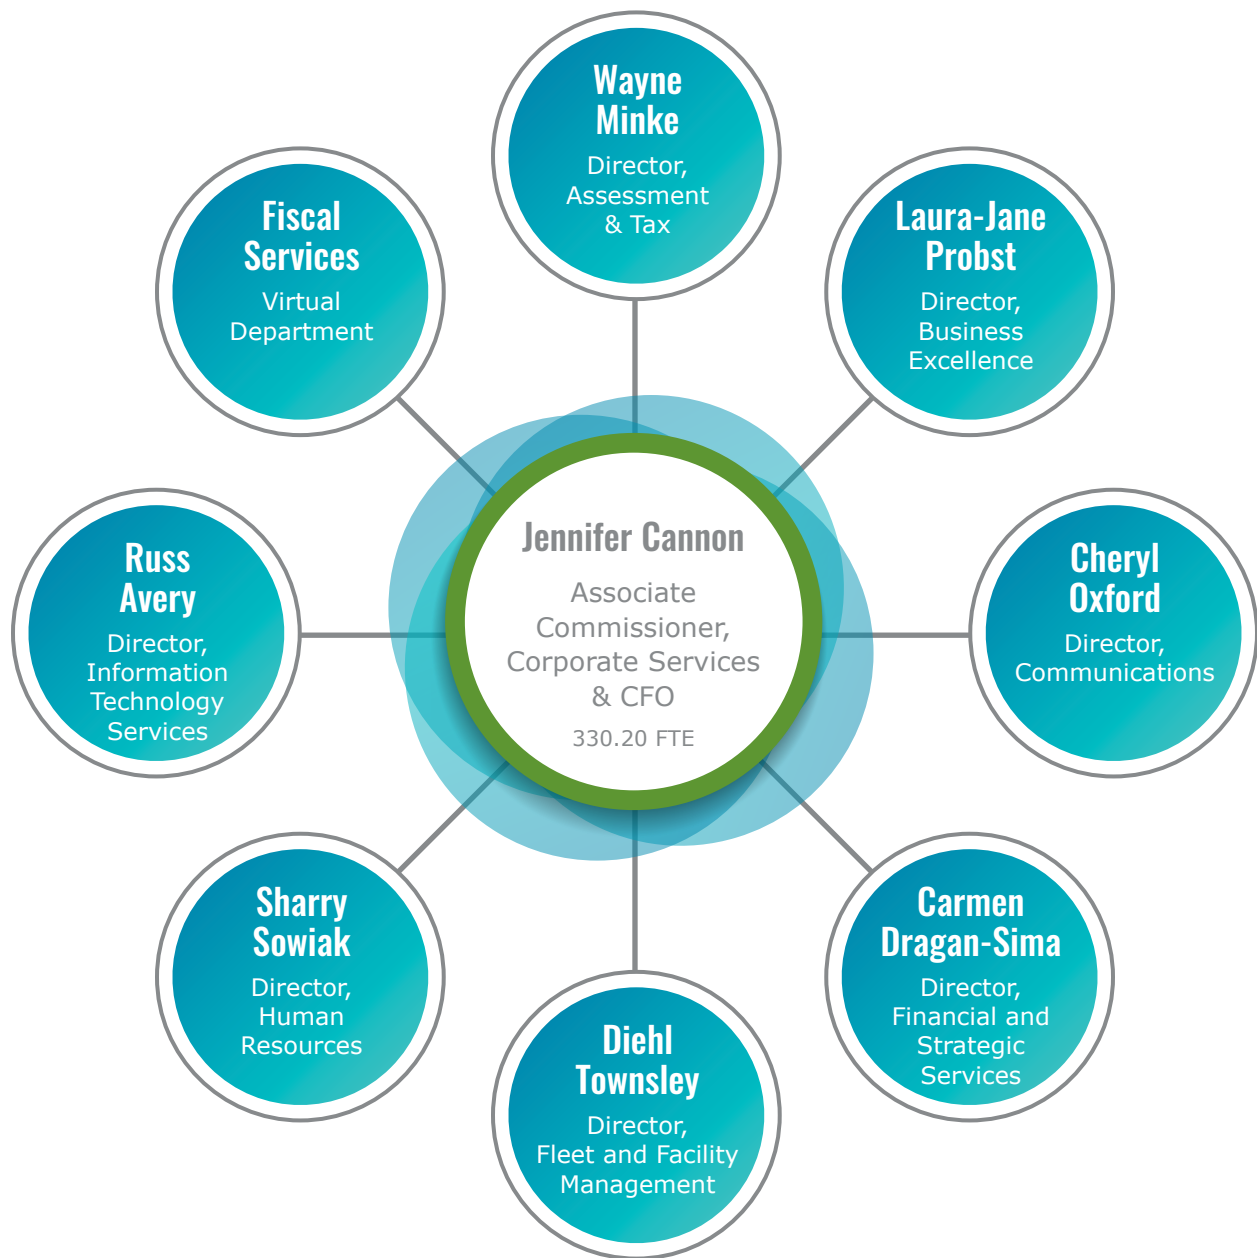 Wayne
Minke
Director,
Assessment
& Tax
Fiscal
Services
Virtual
Department
Laura-Jane
Probst
Director,
Business
Excellence
Jennifer Cannon
Associate
Commissioner,
Corporate Services
& CFO
330.20 FTE
Russ
Avery
Director,
Information
Technology
Services
Cheryl
Oxford
Director,
Communications
Sharry
Sowiak
Director,
Human
Resources
Carmen
Dragan-Sima
Director,
Financial and
Strategic
Services
Diehl
Townsley
Director,
Fleet and Facility
Management